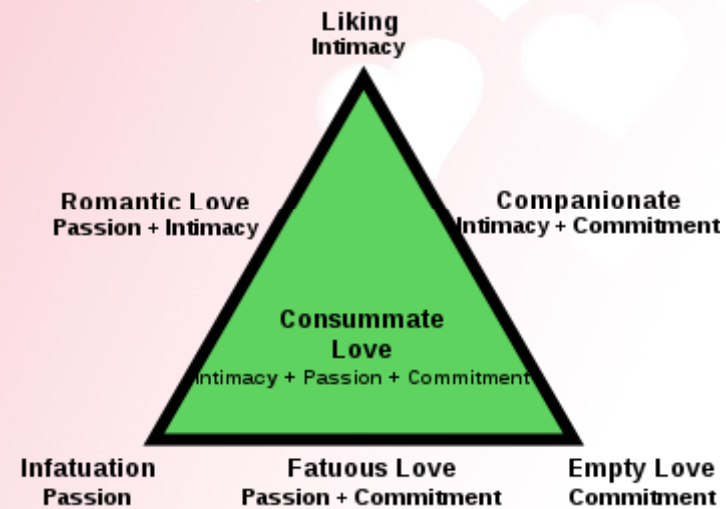 Liking
Intimacy
Romantic Love
Passion + Intimacy
Companionate
Intimacy + Commitment
Consummate
Love
Intimacy + Passion + Commitment
Infatuation
Passion
Fatuous Love
Passion + Commitment
Empty Love
Commitment